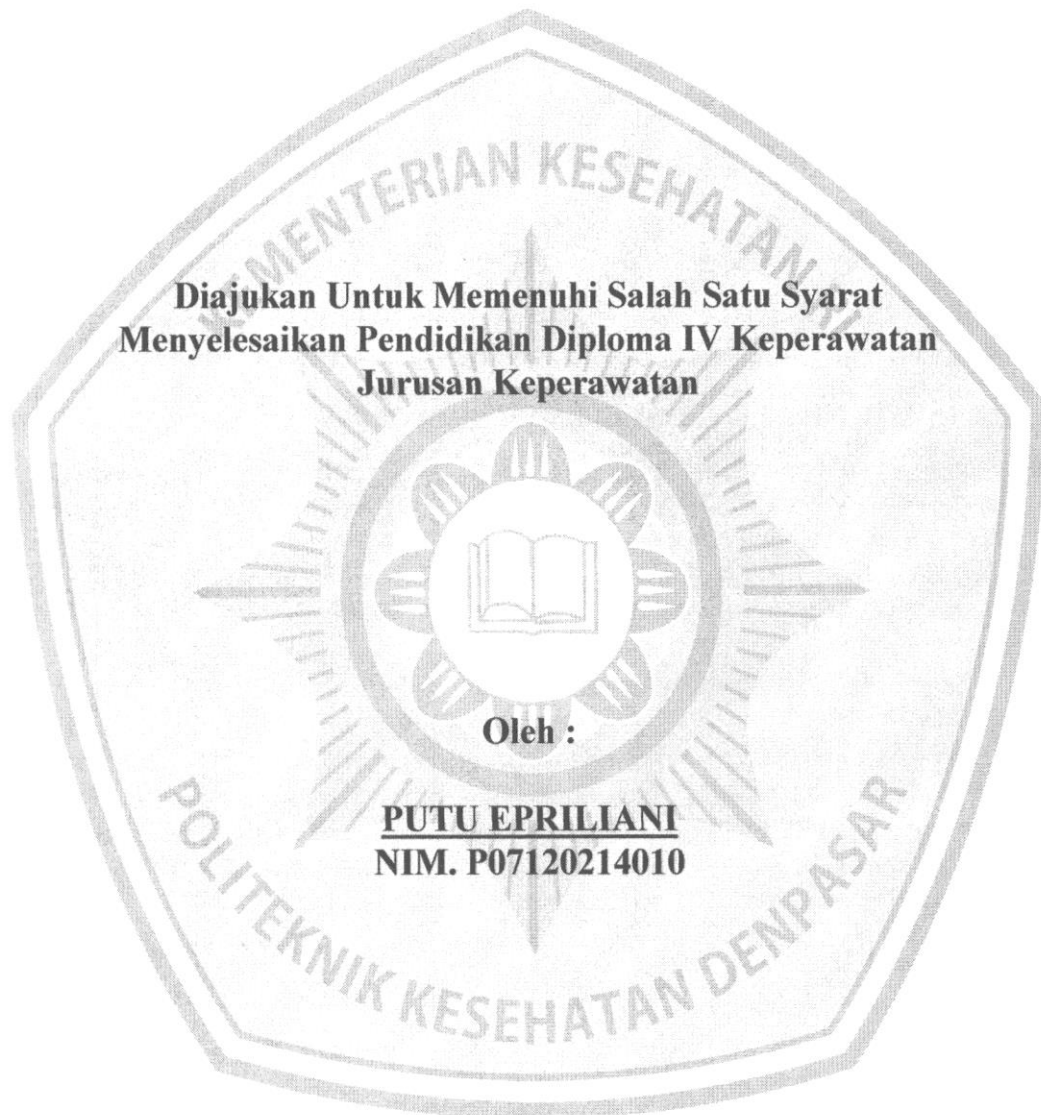 KEMENTERIAN KESEHATAN RI
Diajukan Untuk Memenuhi Salah Satu Syarat
Menyelesaikan Pendidikan Diploma IV Keperawatan
Jurusan Keperawatan
Oleh :
PUTU EPRILIANI
NIM. P07120214010
POLITEKNIK KESEHATAN DENPASAR